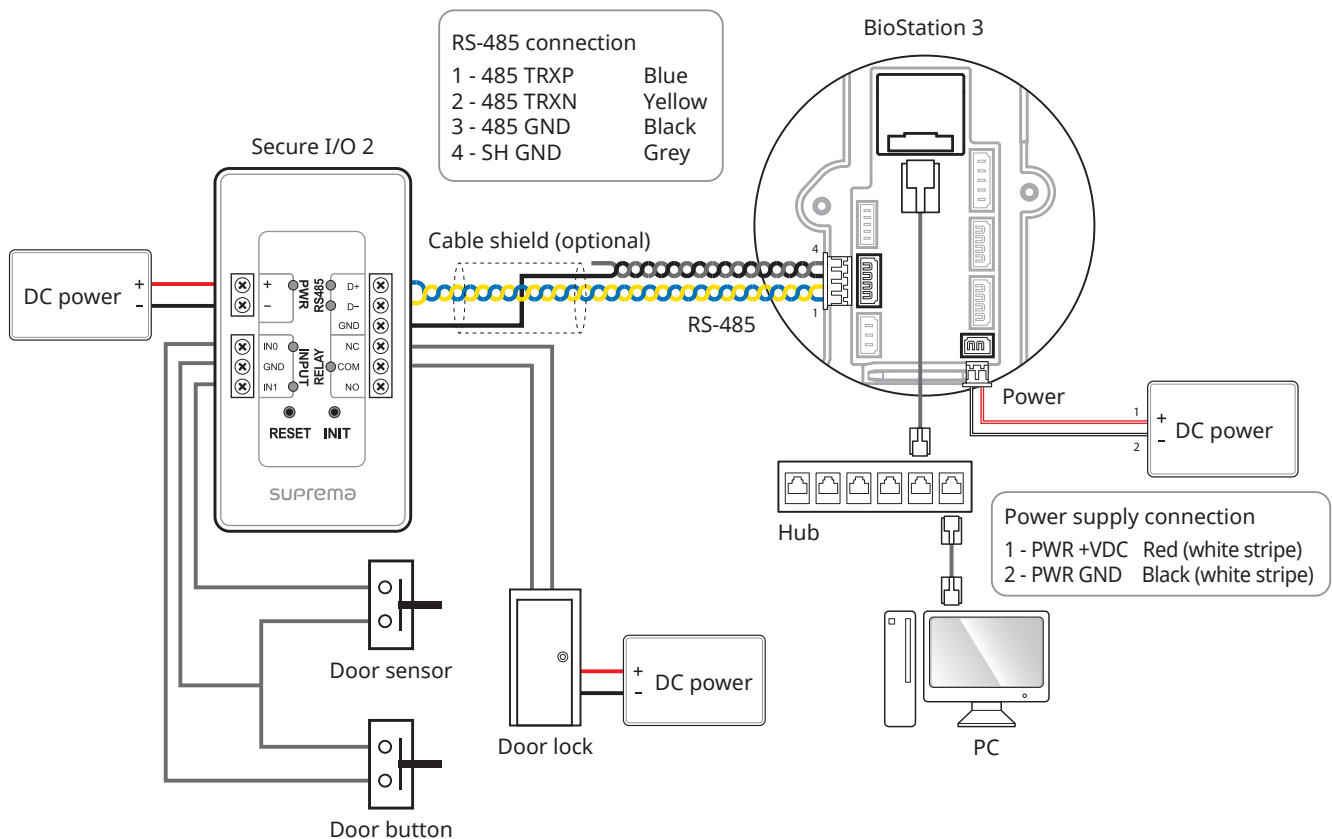 BioStation 3
RS-485 connection
1 - 485 TRXP Blue
2 - 485 TRXN Yellow
3 - 485 GND Black
4 - SH GND Grey
Secure I/O 2
Cable shield (optional)
4
1
RS-485
DC power
+
-
+
-
PWR
RS485
D+
D-
GND
IN0
GND
IN1
INPUT
RELAY
NC
COM
NO
RESET INIT
suprema
Power
1
2
+
-
DC power
Hub
Power supply connection
1 - PWR +VDC Red (white stripe)
2 - PWR GND Black (white stripe)
Door sensor
+
-
DC power
Door lock
PC
Door button